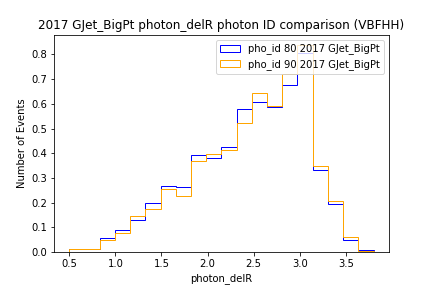 2017 GJet_BigPt photon_delR photon ID comparison (VBFHH)
pho_id 80 2017 GJet_BigPt
pho_id 90 2017 GJet_BigPt
Number of Events
0.8
0.7
0.6
0.5
0.4
0.3
0.2
0.1
0.0
0.5 1.0 1.5 2.0 2.5 3.0 3.5
photon_delR